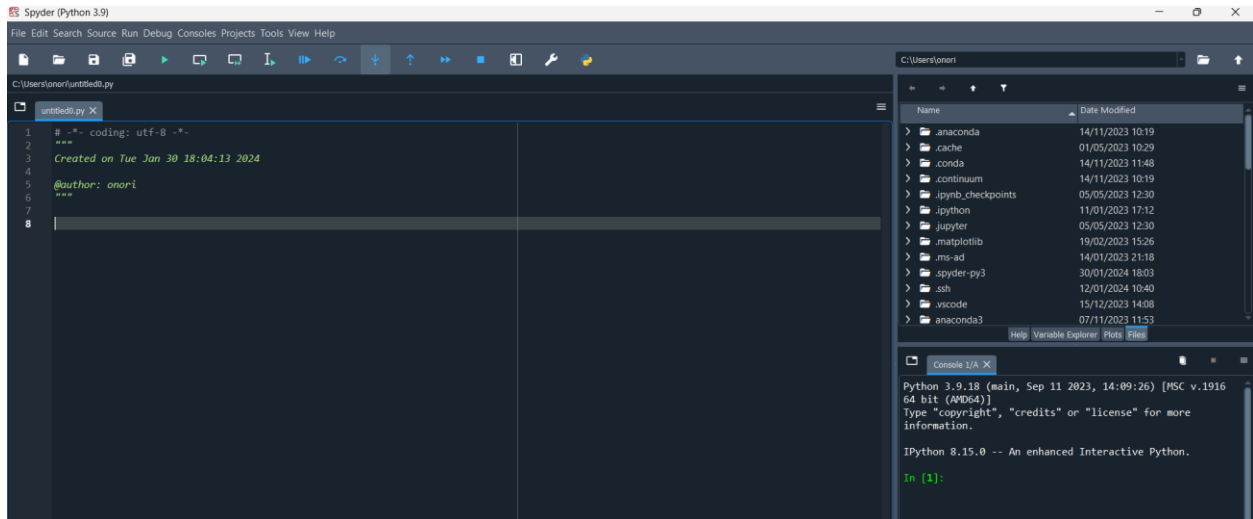 Spyder (Python 3.9)
File Edit Search Source Run Debug Consoles Projects Tools View Help
C:\Users\onori
C:\Users\onori\untitled0.py
untitled0.py
1 # -*- coding: utf-8 -*-
2 """
3 Created on Tue Jan 30 18:04:13 2024
4
5 @author: onori
6 """
7
8
Name Date Modified
.anaconda 14/11/2023 10:19
.cache 01/05/2023 10:29
.conda 14/11/2023 11:48
.continuum 14/11/2023 10:19
.ipynb_checkpoints 05/05/2023 12:30
.ipython 11/01/2023 17:12
.jupyter 05/05/2023 12:30
.matplotlib 19/02/2023 15:26
.ms-ad 14/01/2023 21:18
.spyder-py3 30/01/2024 18:03
.ssh 12/01/2024 10:40
.vscode 15/12/2023 14:08
anaconda3 07/11/2023 11:53
Help Variable Explorer Plots Files
Console 1/A
Python 3.9.18 (main, Sep 11 2023, 14:09:26) [MSC v.1916
64 bit (AMD64)]
Type "copyright", "credits" or "license" for more
information.
IPython 8.15.0 -- An enhanced Interactive Python.
In [1]: